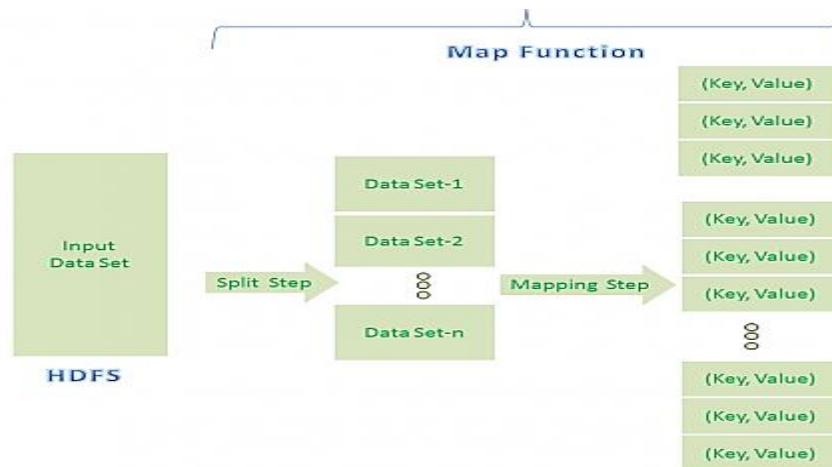 Map Function
Input
Data Set
HDFS
Split Step
Data Set-1
Data Set-2
Data Set-n
Mapping Step
(Key, Value)
(Key, Value)
(Key, Value)
(Key, Value)
(Key, Value)
(Key, Value)
(Key, Value)
(Key, Value)
(Key, Value)